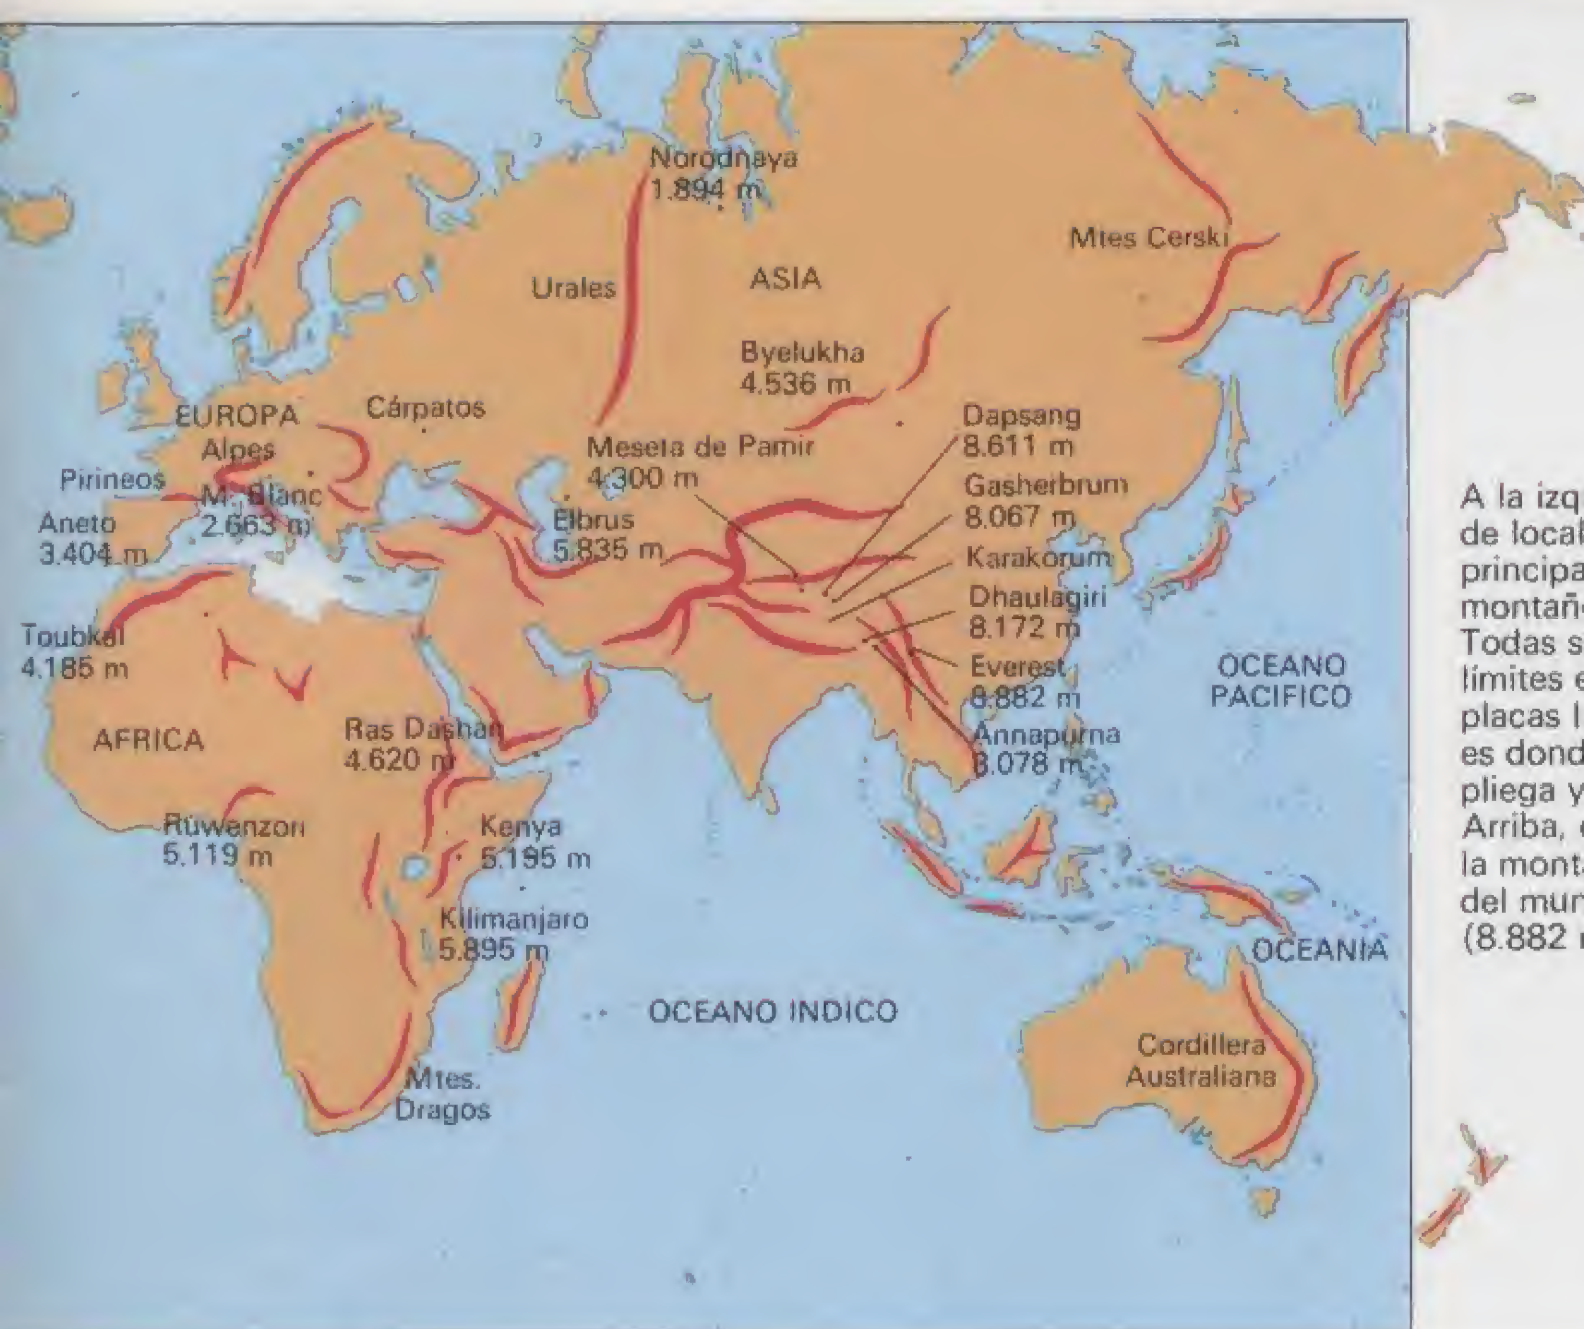 Norodnaya
1.894 m
Mtes Cerski
Urales
ASIA
Byelukha
4.536 m
EUROPA
Cárpatos
Alpes
Dapsang
8.611 m
Meseta de Pamir
4.300 m
Pirineos
M. Blanc
2.663 m
Aneto
3.404 m
Gasherbrum
8.067 m
Elbrus
5.835 m
Karakorum
Dhaulagiri
8.172 m
Toubkal
4.185 m
Everest
8.882 m
OCEANO
PACIFICO
AFRICA
Ras Dashan
4.620 m
Annapurna
8.078 m
Ruwenzori
5.119 m
Kenya
5.195 m
Kilimanjaro
5.895 m
OCEANIA
OCEANO INDICO
Cordillera
Australiana
Mtes.
Dragos
A la izq
de local
principa
montaño
Todas s
límites e
placas l
es dond
pliega y
Arriba,
la mont
del mun
(8.882